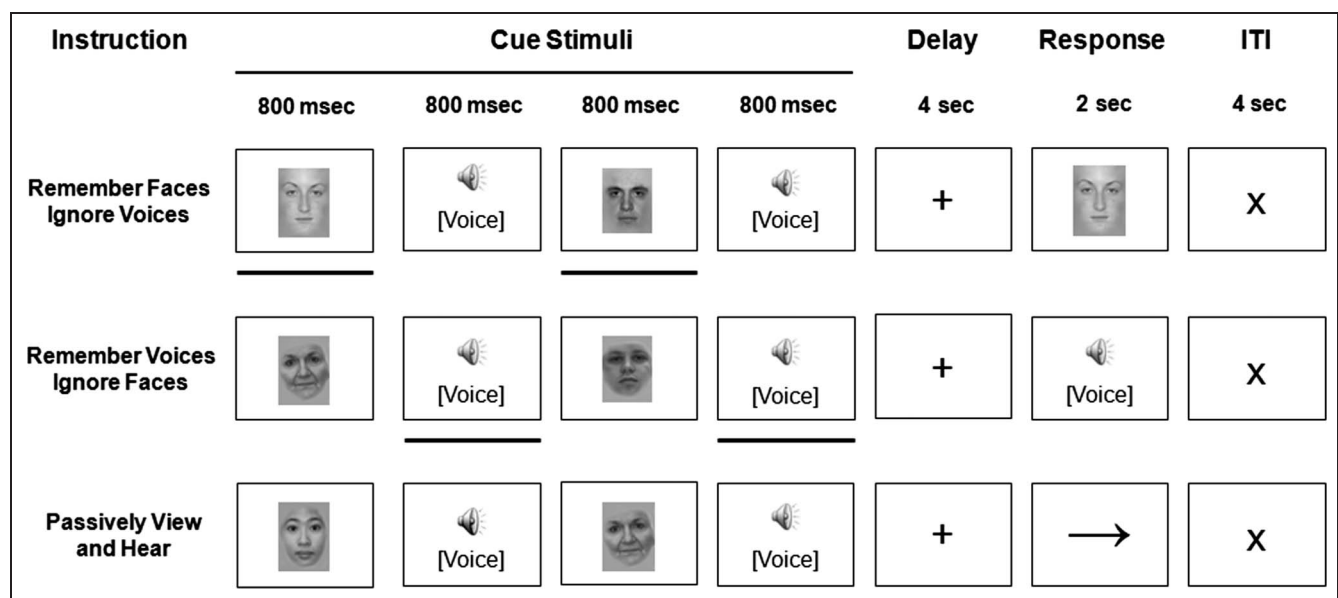 Instruction Cue Stimuli Delay Response ITI
800 msec 800 msec 800 msec 800 msec 4 sec 2 sec 4 sec
Remember Faces
Ignore Voices
[Voice] [Voice] + X
Remember Voices
Ignore Faces
[Voice] [Voice] + [Voice] X
Passively View
and Hear
[Voice] [Voice] + → X